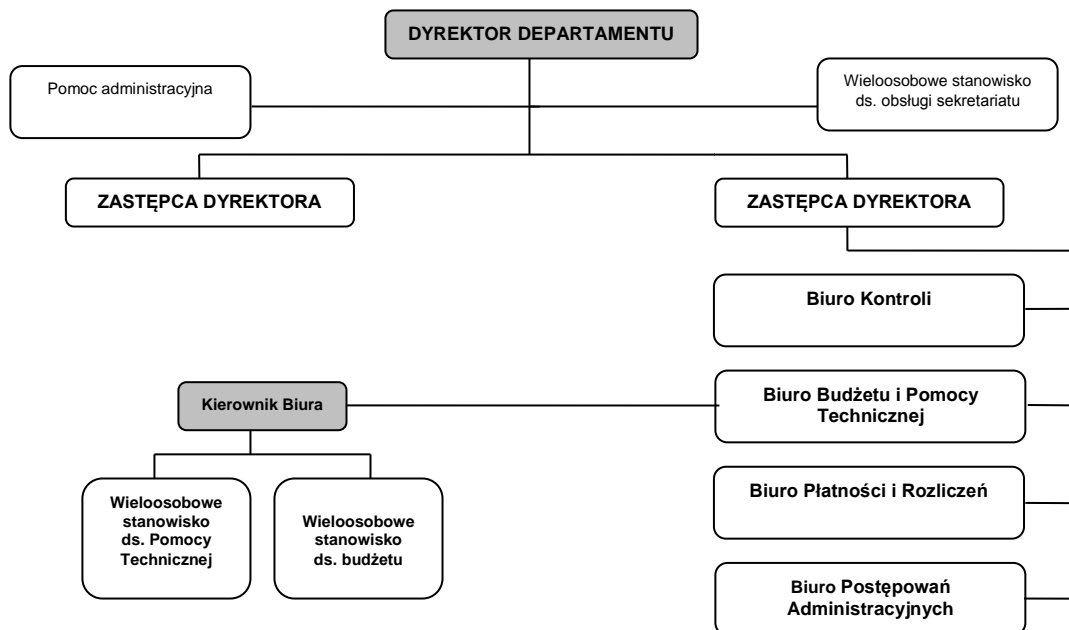 DYREKTOR DEPARTAMENTU
Pomoc administracyjna
Wieloosobowe stanowisko
ds. obsługi sekretariatu
ZASTĘPCA DYREKTORA
ZASTĘPCA DYREKTORA
Biuro Kontroli
Kierownik Biura
Biuro Budżetu i Pomocy
Technicznej
Wieloosobowe
stanowisko
ds. Pomocy
Technicznej
Wieloosobowe
stanowisko
ds. budżetu
Biuro Płatności i Rozliczeń
Biuro Postępowań
Administracyjnych